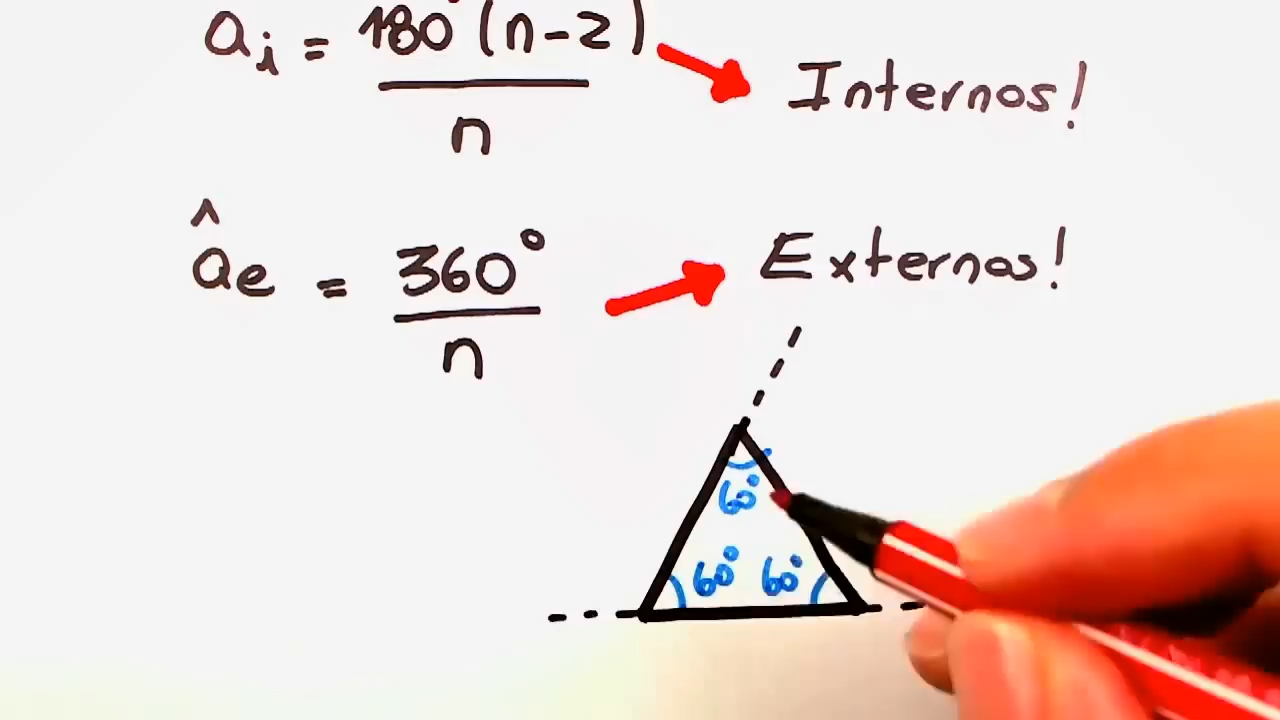 ai = 180°(n-2)
n
Internos!
âe = 360°
n
Externos!
60°
60° 60°